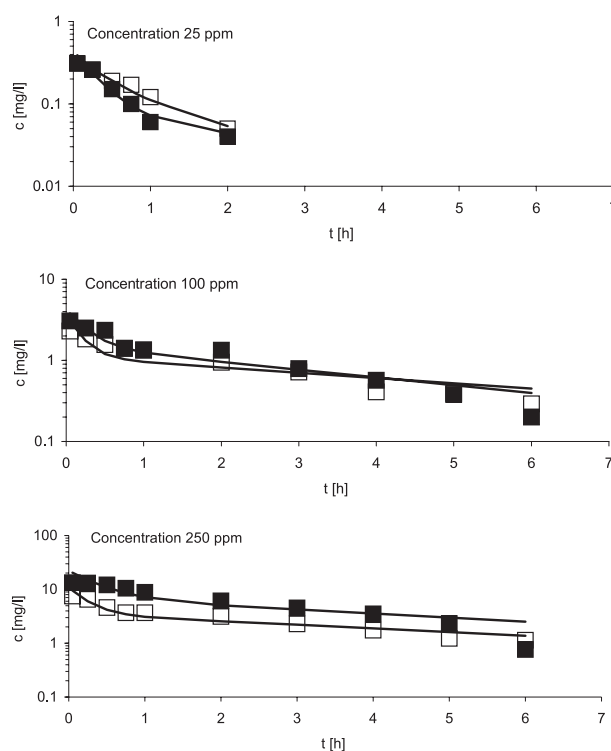 Concentration 25 ppm
c [mg/l]
1
0.1
0.01
0 1 2 3 4 5 6 7
t [h]
Concentration 100 ppm
c [mg/l]
10
1
0.1
0 1 2 3 4 5 6 7
t [h]
Concentration 250 ppm
c [mg/l]
100
10
1
0.1
0 1 2 3 4 5 6 7
t [h]